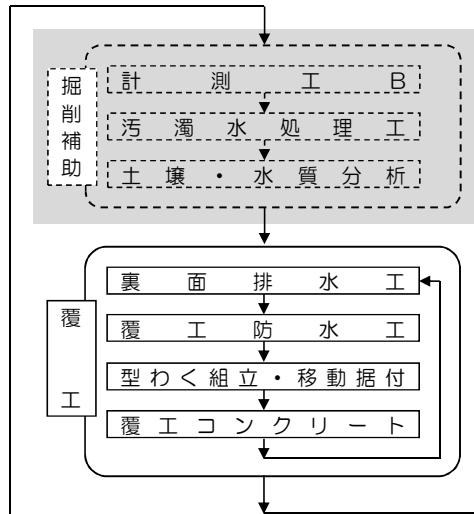 掘削補助
計測工B
汚濁水処理工
土壌・水質分析
覆工
裏面排水工
覆工防水工
型わく組立・移動据付
覆工コンクリート